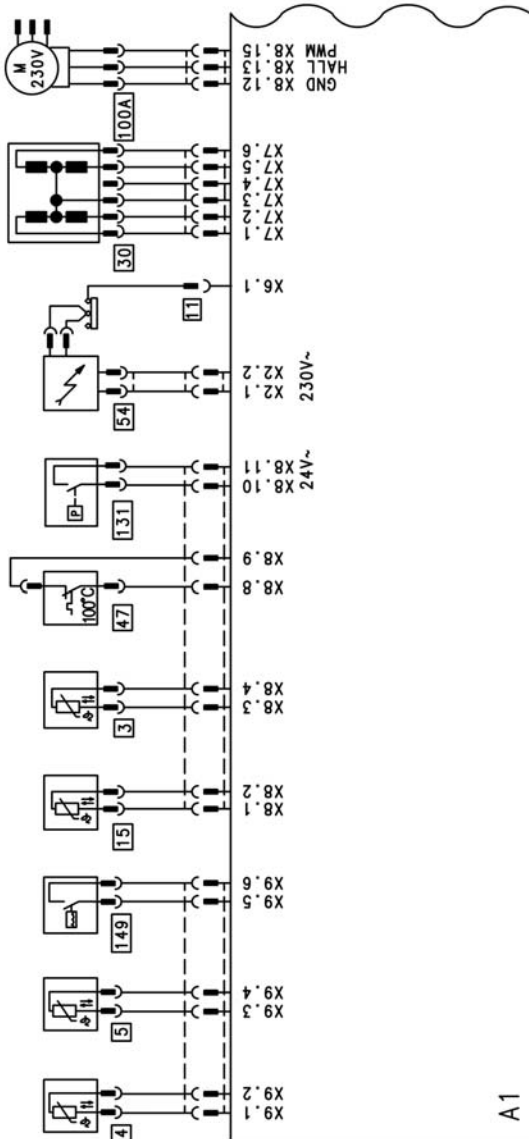 M
230V
100A
X8.15 PWM
X8.13 HALL
X8.12 GND
30
X7.6
X7.5
X7.4
X7.3
X7.2
X7.1
11
X6.1
54
X2.2
X2.1
230V~
P
131
X8.11
X8.10
24V~
100°C
47
X8.9
X8.8
3
X8.4
X8.3
15
X8.2
X8.1
149
X9.6
X9.5
5
X9.4
X9.3
4
X9.2
X9.1
A1